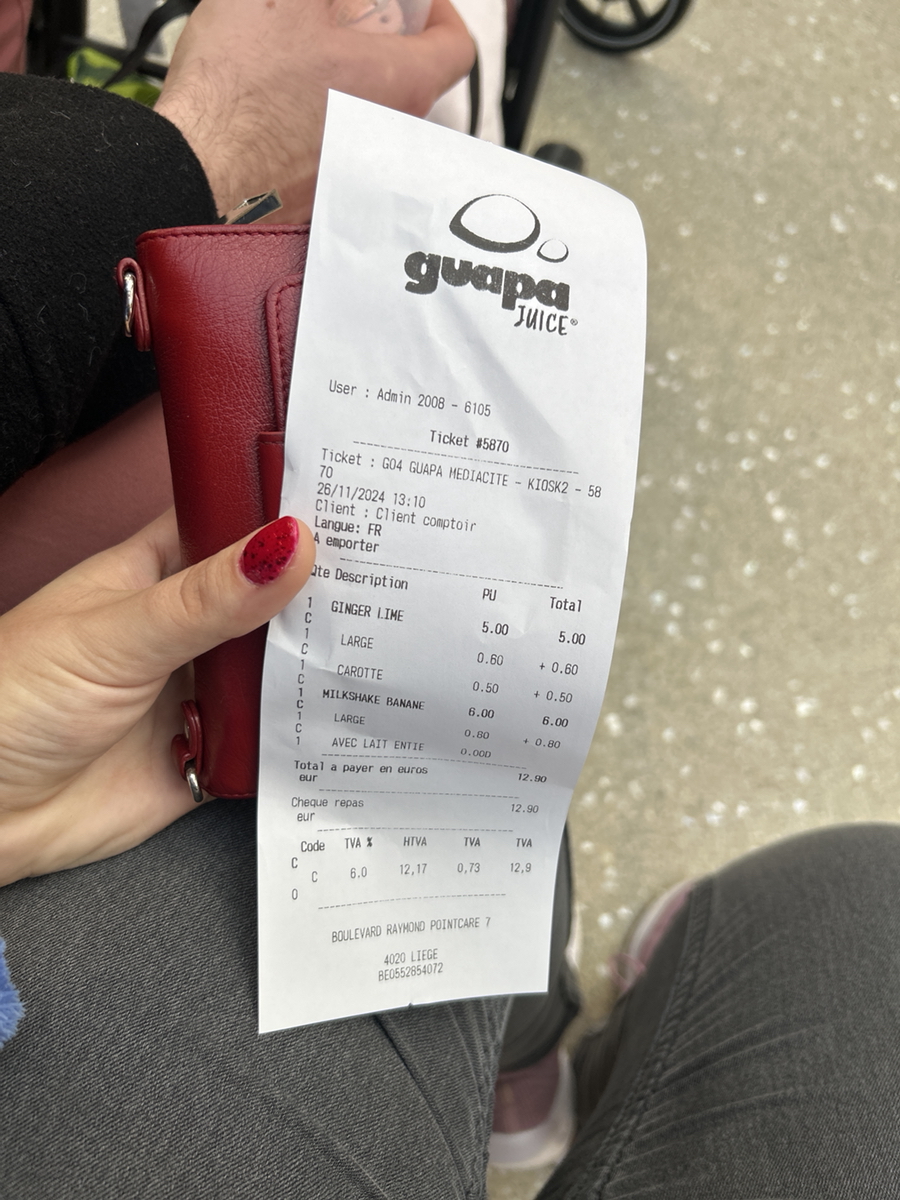 guapa
JUICE®
User : Admin 2008 - 6105
Ticket #5870
Ticket : GO4 GUAPA MEDIACITE - KIOSK2 - 58
70
26/11/2024 13:10
Client : Client comptoir
Langue: FR
A emporter
Qte Description PU Total
1 GINGER LIME 5.00 5.00
C
1 LARGE 0.60 + 0.60
C
1 CAROTTE 0.50 + 0.50
C
1 MILKSHAKE BANANE 6.00 6.00
C
1 LARGE 0.80 + 0.80
C
1 AVEC LAIT ENTIE 0.000
Total a payer en euros 12.90
eur
Cheque repas 12.90
eur
Code TVA % HTVA TVA TVA
C
C 6.0 12,17 0,73 12,9
0
BOULEVARD RAYMOND POINTCARE 7
4020 LIEGE
BE0552854072